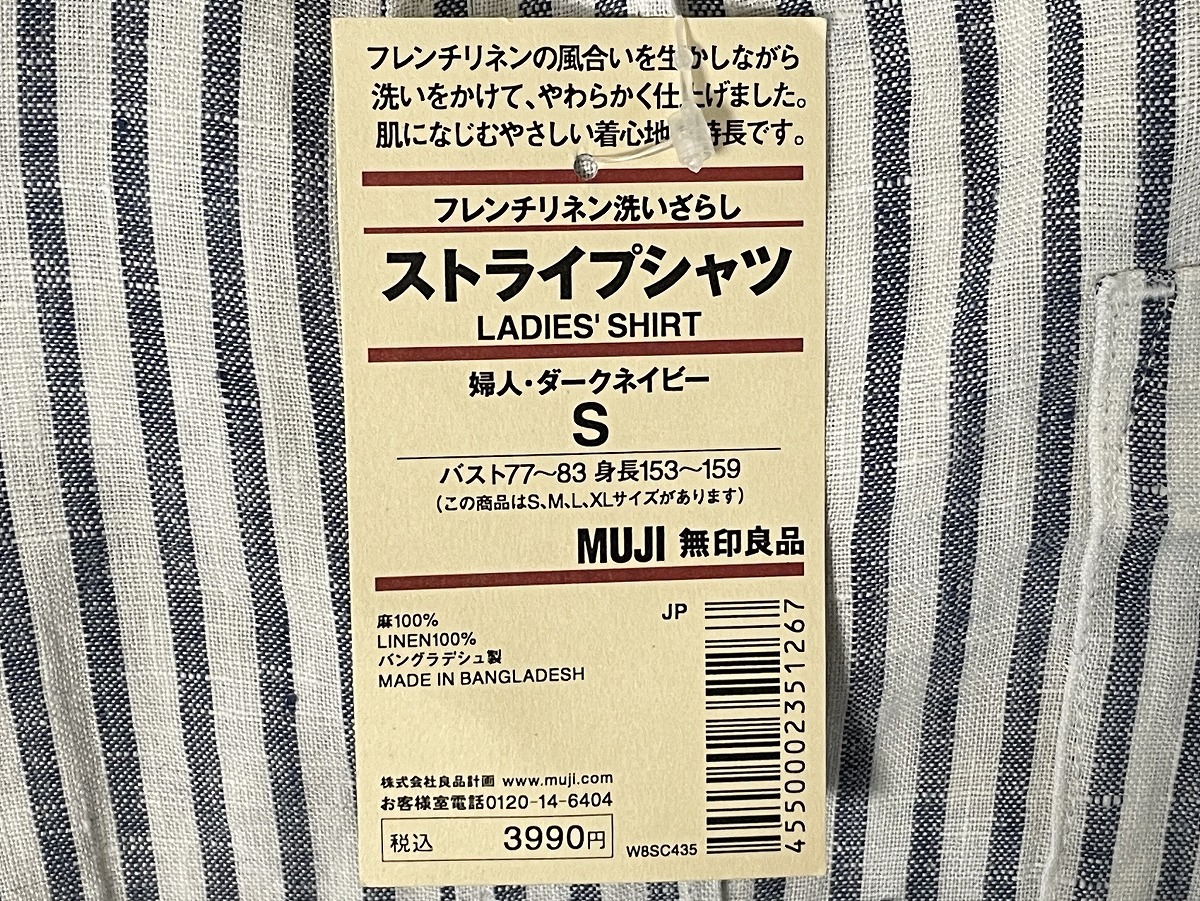 フレンチリネンの風合いを生かしながら
洗いをかけて、やわらかく仕上げました。
肌になじむやさしい着心地 特長です。
フレンチリネン洗いざらし
ストライプシャツ
LADIES' SHIRT
婦人・ダークネイビー
S
バスト77～83 身長153～159
(この商品はS、M、L、XLサイズがあります)
MUJI 無印良品
麻100%
LINEN100%
バングラデシュ製
MADE IN BANGLADESH
JP
4550002351267
株式会社良品計画 www.muji.com
お客様室電話0120-14-6404
税込 3990円
W8SC435